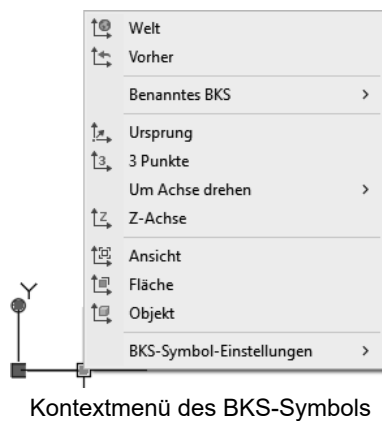 Welt
Vorher
Benanntes BKS
Ursprung
3 Punkte
Um Achse drehen
Z-Achse
Ansicht
Fläche
Objekt
BKS-Symbol-Einstellungen
Y
Kontextmenü des BKS-Symbols